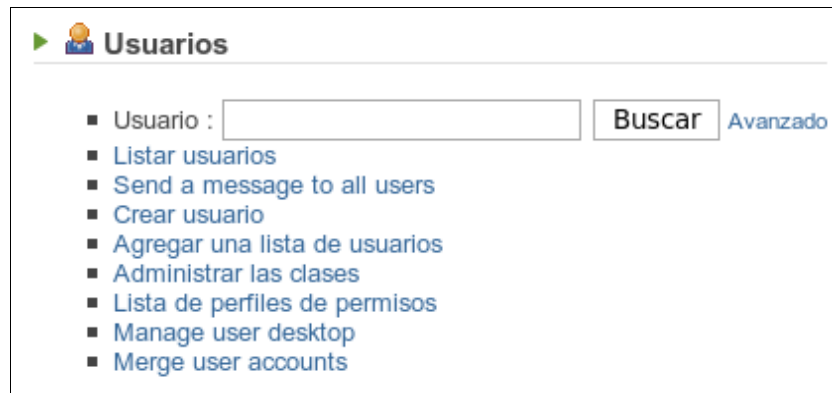 Usuarios
Usuario : Buscar Avanzado
Listar usuarios
Send a message to all users
Crear usuario
Agregar una lista de usuarios
Administrar las clases
Lista de perfiles de permisos
Manage user desktop
Merge user accounts